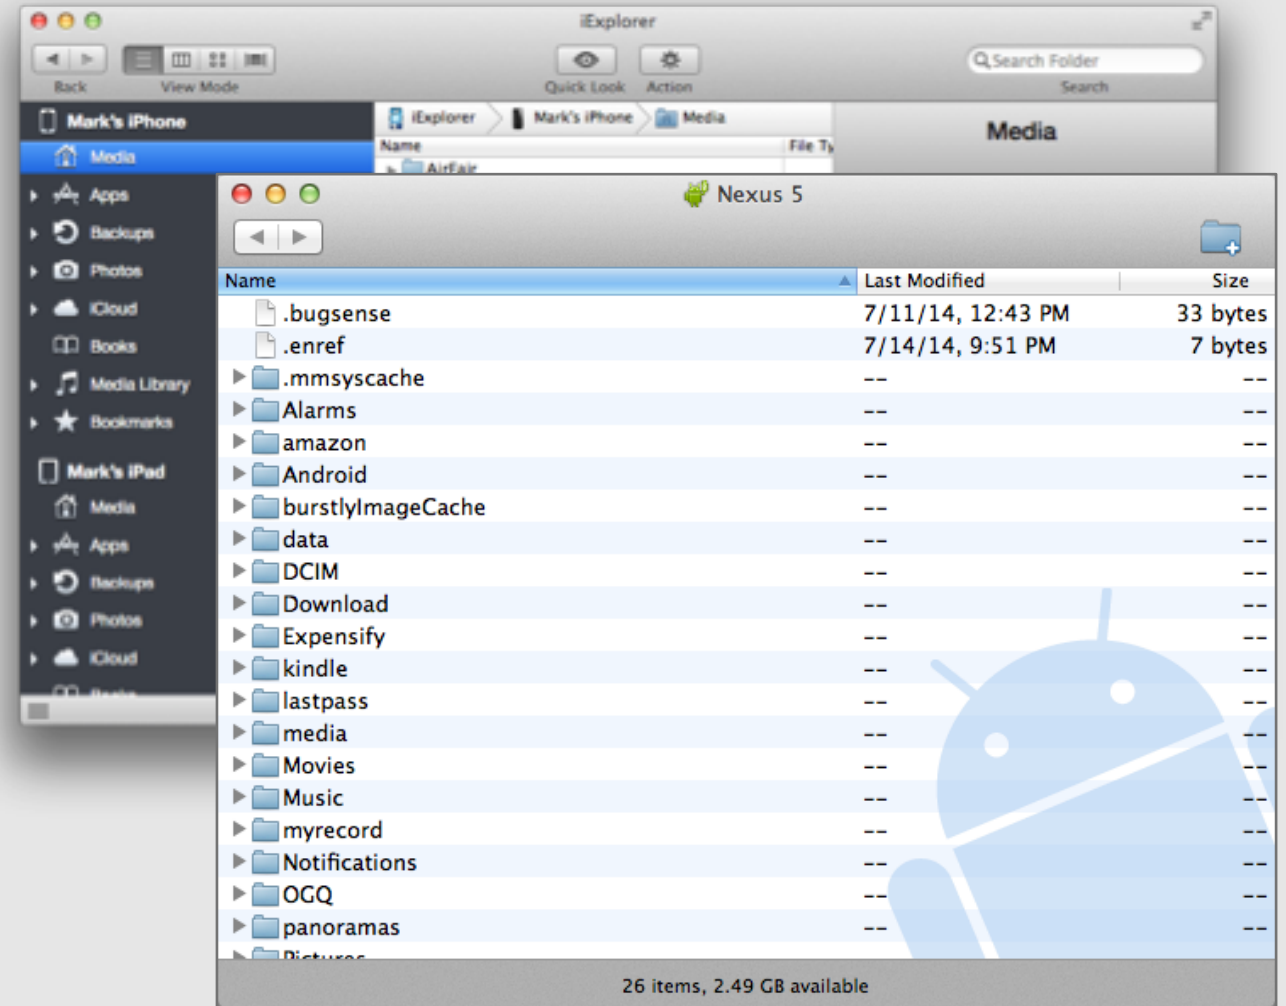 iExplorer
Search Folder
Back View Mode Quick Look Action Search
Mark's iPhone
iExplorer Mark's iPhone Media
Media
Name File Ty
Media
AirFair
Apps
Backups
Photos
iCloud
Books
Media Library
Bookmarks
Mark's iPad
Media
Apps
Backups
Photos
iCloud
Books
Nexus 5
Name Last Modified Size
.bugsense 7/11/14, 12:43 PM 33 bytes
.enref 7/14/14, 9:51 PM 7 bytes
.mmsyscache -- --
Alarms -- --
amazon -- --
Android -- --
burstlyImageCache -- --
data -- --
DCIM -- --
Download -- --
Expensify -- --
kindle -- --
lastpass -- --
media -- --
Movies -- --
Music -- --
myrecord -- --
Notifications -- --
OGQ -- --
panoramas -- --
Pictures
26 items, 2.49 GB available